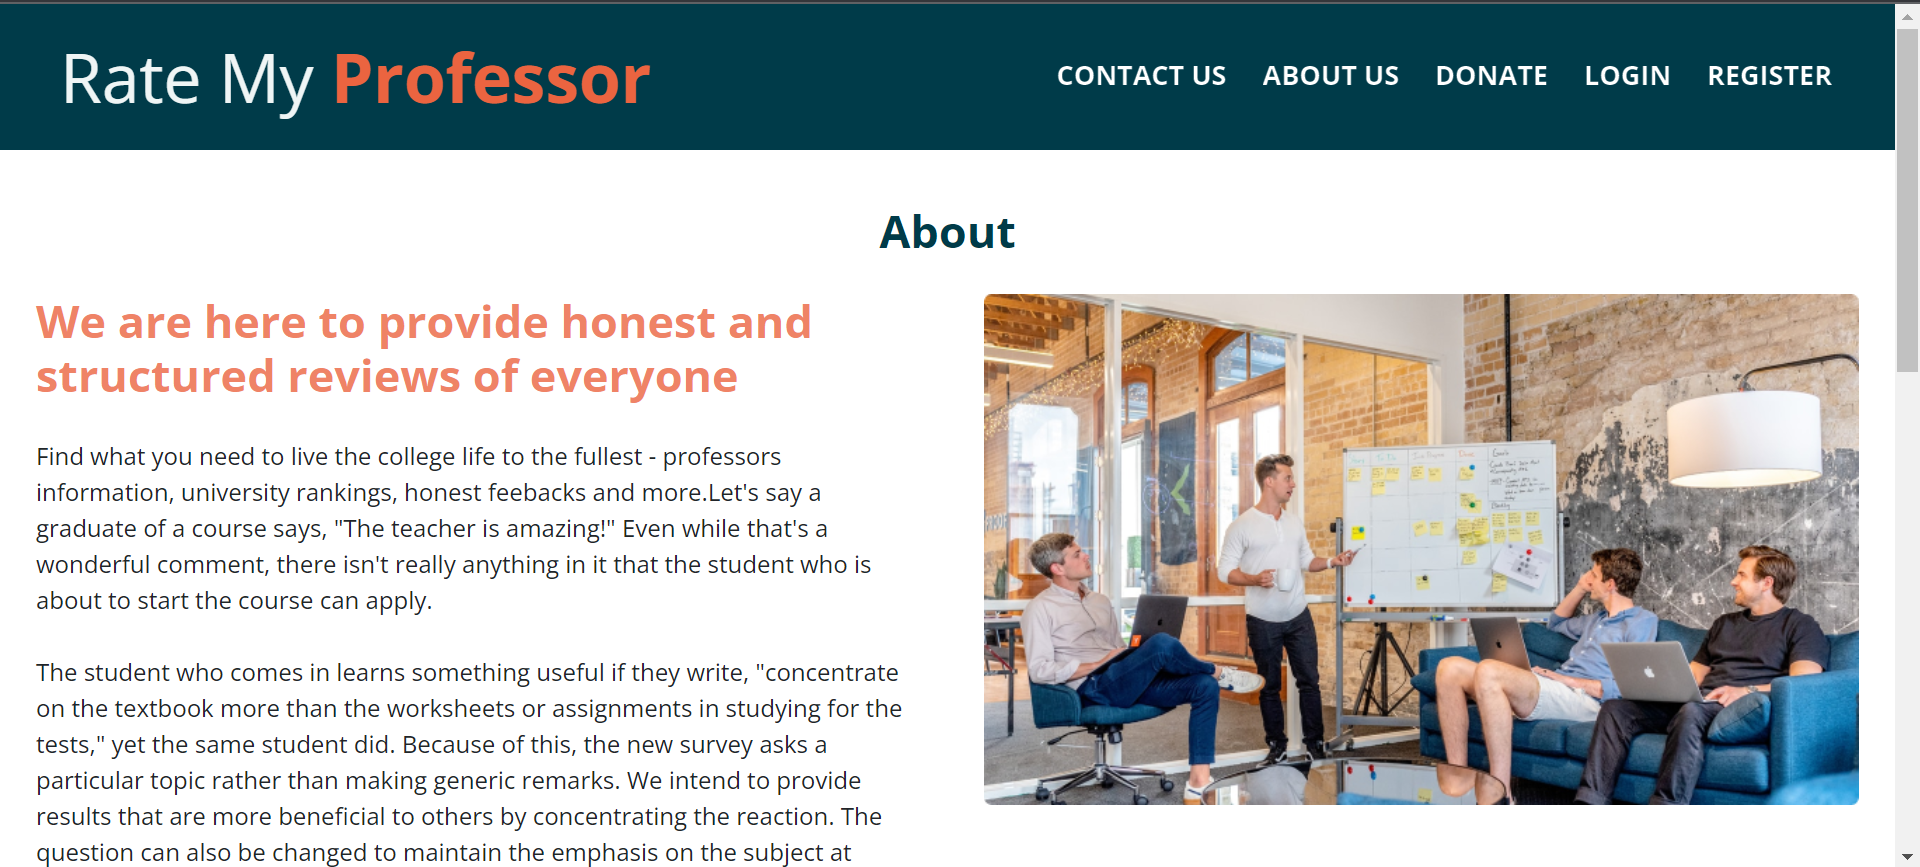 Rate My Professor
CONTACT US ABOUT US DONATE LOGIN REGISTER
About
We are here to provide honest and
structured reviews of everyone
Find what you need to live the college life to the fullest - professors
information, university rankings, honest feebacks and more.Let's say a
graduate of a course says, "The teacher is amazing!" Even while that's a
wonderful comment, there isn't really anything in it that the student who is
about to start the course can apply.
The student who comes in learns something useful if they write, "concentrate
on the textbook more than the worksheets or assignments in studying for the
tests," yet the same student did. Because of this, the new survey asks a
particular topic rather than making generic remarks. We intend to provide
results that are more beneficial to others by concentrating the reaction. The
question can also be changed to maintain the emphasis on the subject at